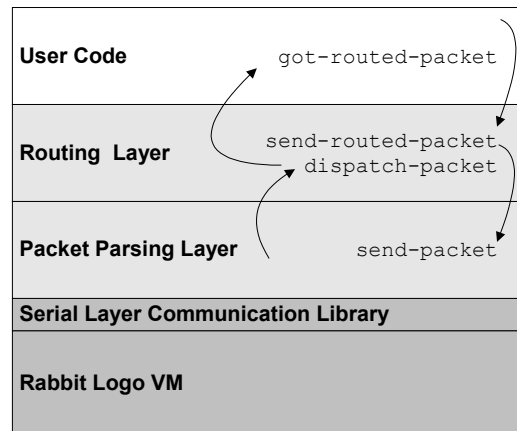 User Code got-routed-packet
send-routed-packet
Routing Layer
dispatch-packet
Packet Parsing Layer send-packet
Serial Layer Communication Library
Rabbit Logo VM